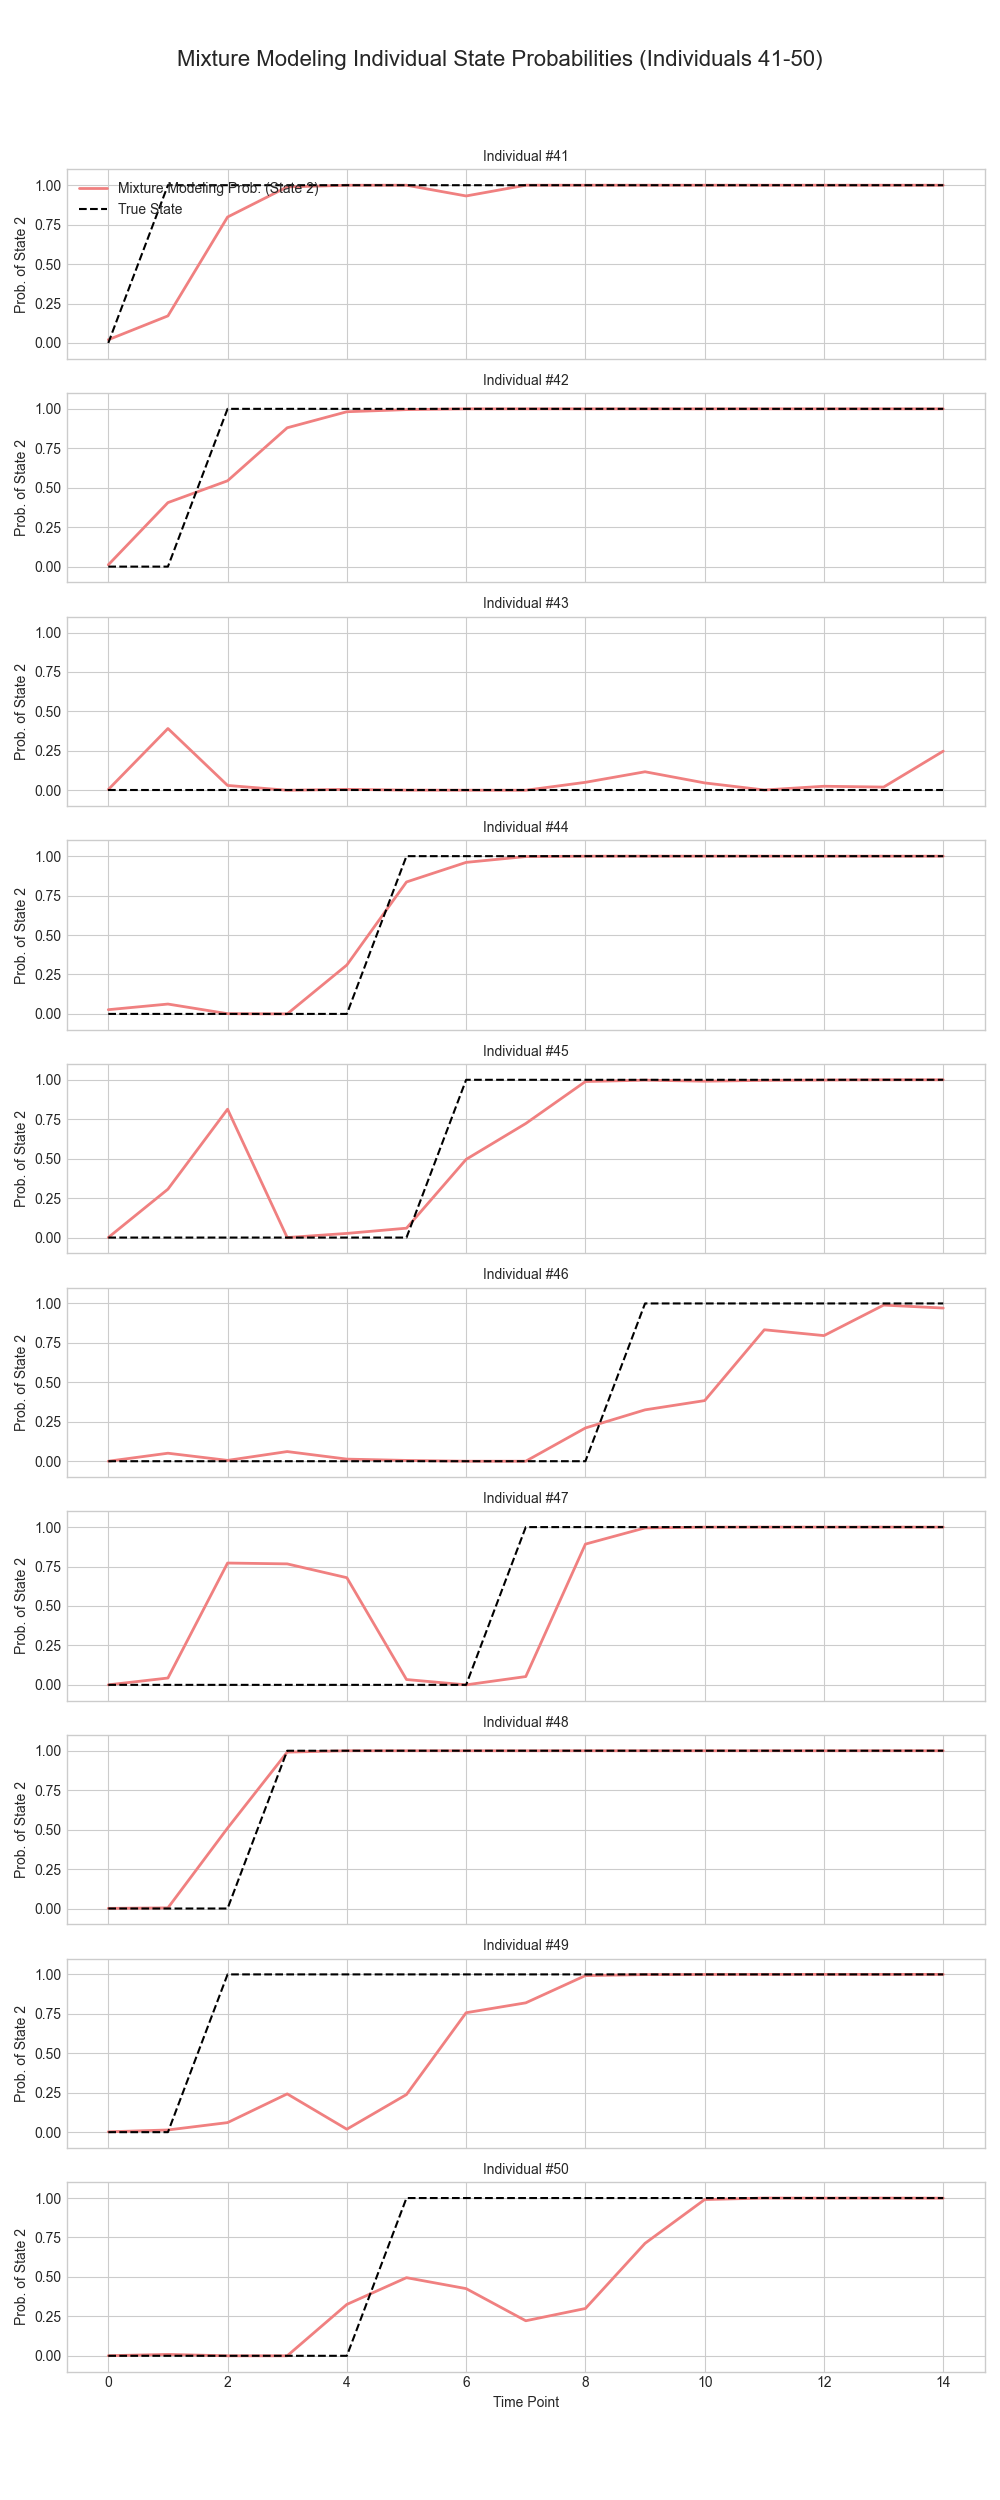 Mixture Modeling Individual State Probabilities (Individuals 41-50)
Individual #41
Mixture Modeling Prob. (State 2)
True State
Prob. of State 2
1.00
0.75
0.50
0.25
0.00
Individual #42
Prob. of State 2
1.00
0.75
0.50
0.25
0.00
Individual #43
Prob. of State 2
1.00
0.75
0.50
0.25
0.00
Individual #44
Prob. of State 2
1.00
0.75
0.50
0.25
0.00
Individual #45
Prob. of State 2
1.00
0.75
0.50
0.25
0.00
Individual #46
Prob. of State 2
1.00
0.75
0.50
0.25
0.00
Individual #47
Prob. of State 2
1.00
0.75
0.50
0.25
0.00
Individual #48
Prob. of State 2
1.00
0.75
0.50
0.25
0.00
Individual #49
Prob. of State 2
1.00
0.75
0.50
0.25
0.00
Individual #50
Prob. of State 2
1.00
0.75
0.50
0.25
0.00
0 2 4 6 8 10 12 14
Time Point